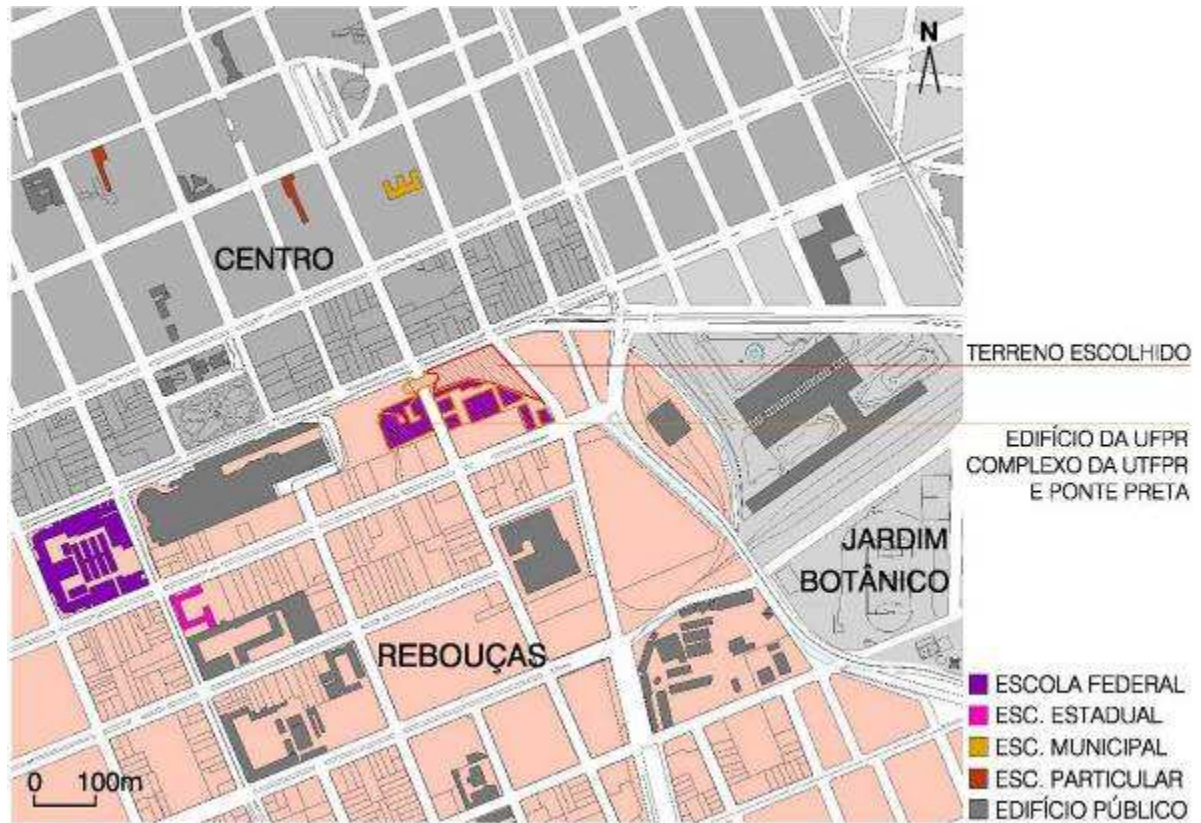 N
CENTRO
TERRENO ESCOLHIDO
EDIFÍCIO DA UFPR
COMPLEXO DA UTFPR
E PONTE PRETA
JARDIM
BOTÂNICO
REBOUÇAS
ESCOLA FEDERAL
ESC. ESTADUAL
ESC. MUNICIPAL
ESC. PARTICULAR
EDIFÍCIO PÚBLICO
0 100m